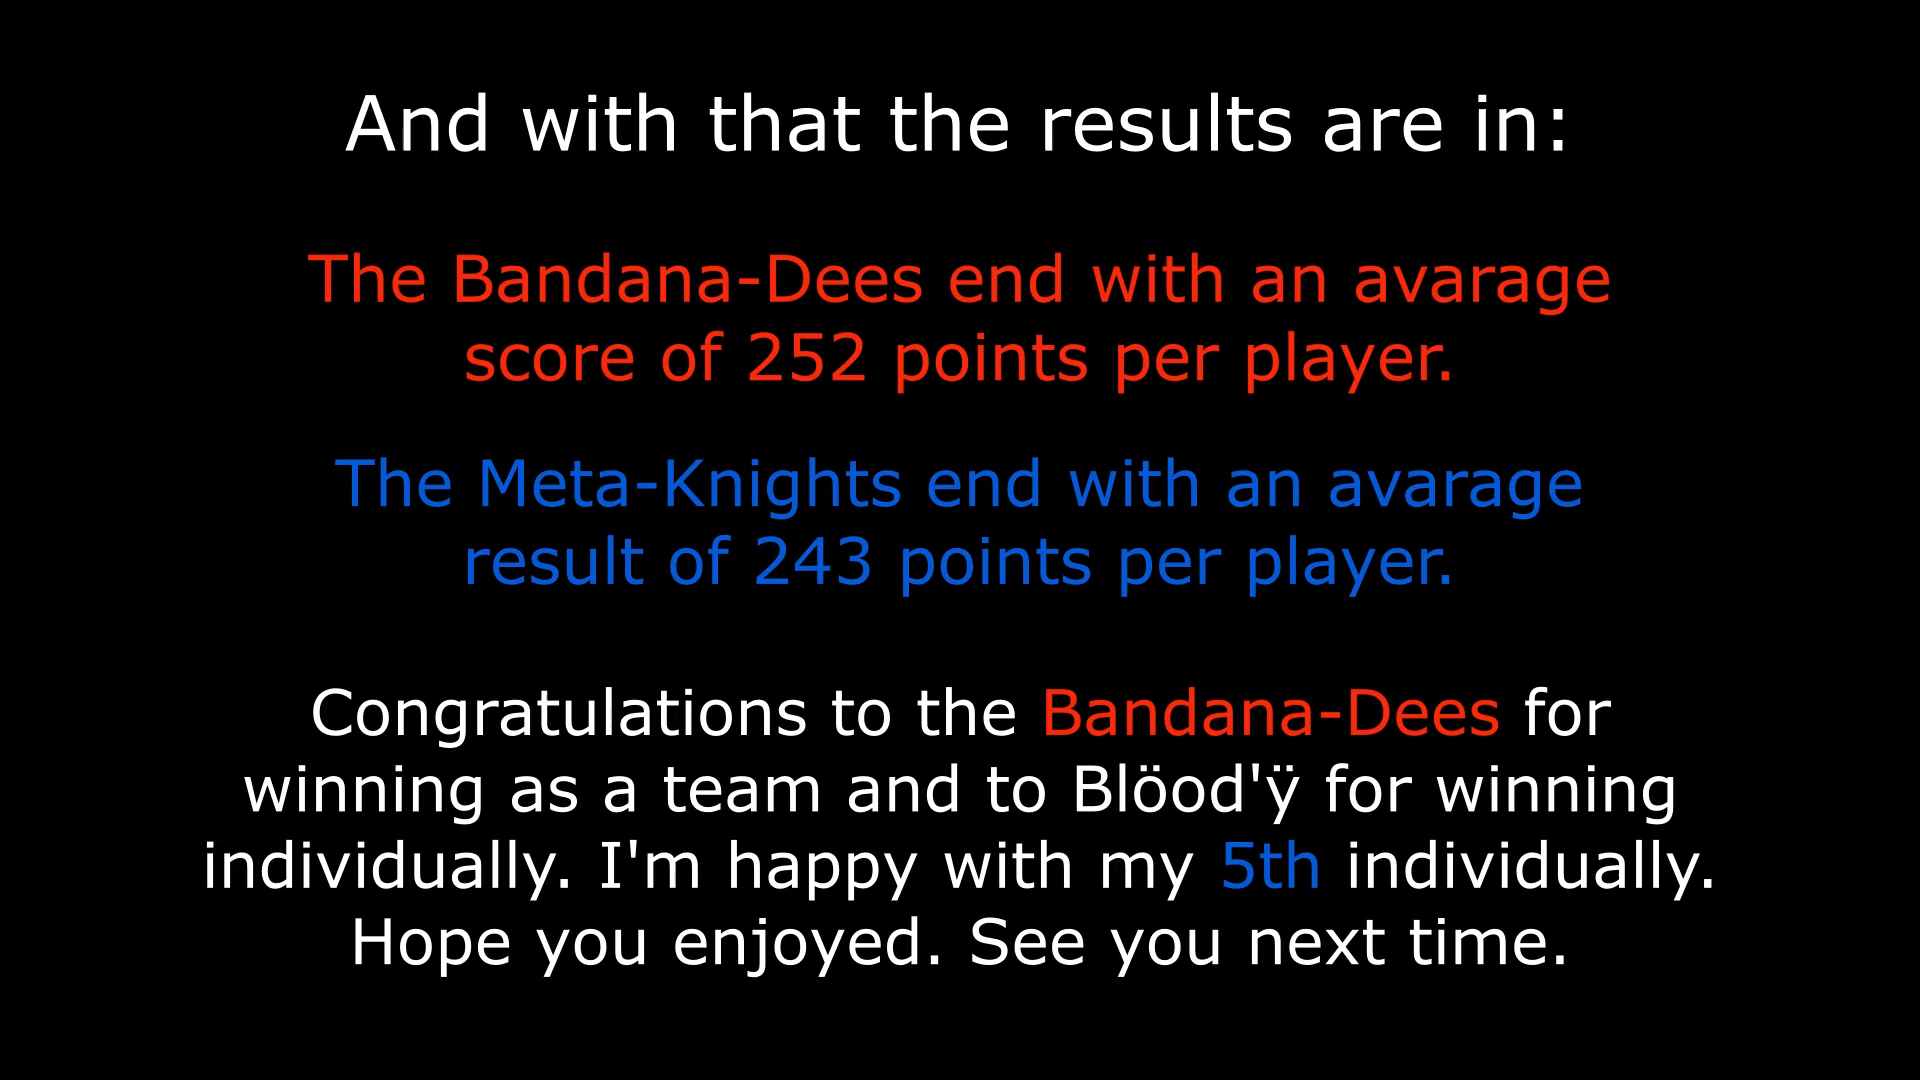 And with that the results are in:
The Bandana-Dees end with an avarage
score of 252 points per player.
The Meta-Knights end with an avarage
result of 243 points per player.
Congratulations to the Bandana-Dees for
winning as a team and to Blöod'ÿ for winning
individually. I'm happy with my 5th individually.
Hope you enjoyed. See you next time.